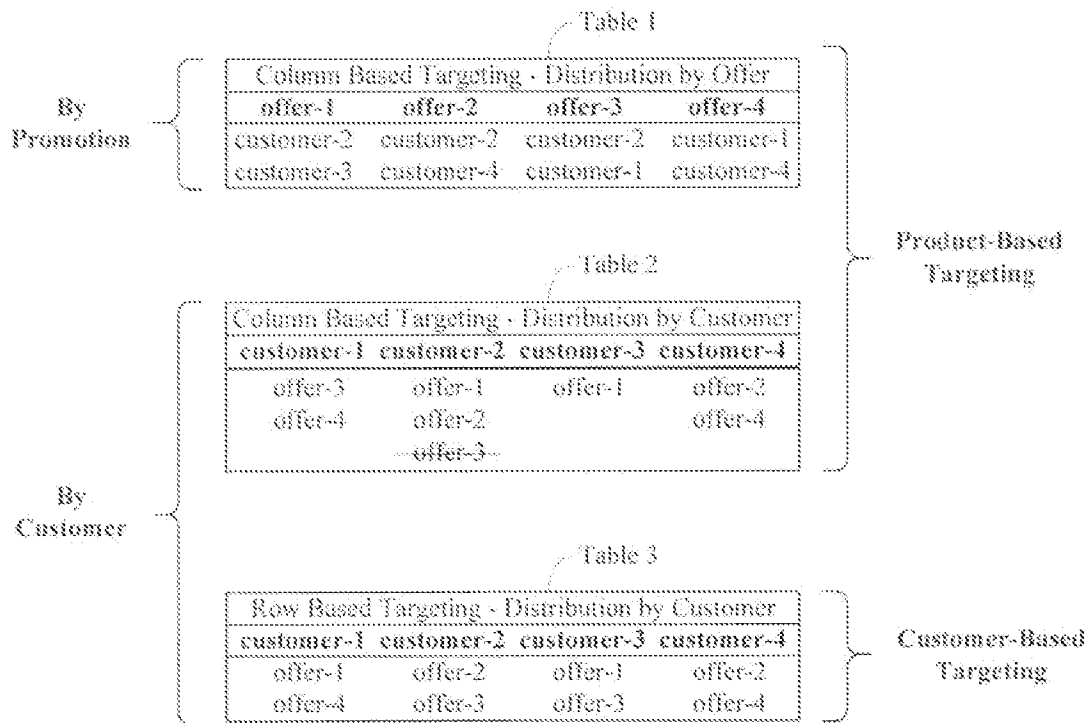 Table 1
Column Based Targeting - Distribution by Offer
offer-1 offer-2 offer-3 offer-4
customer-2 customer-2 customer-2 customer-1
customer-3 customer-4 customer-1 customer-4
By
Promotion
Product-Based
Targeting
Table 2
Column Based Targeting - Distribution by Customer
customer-1 customer-2 customer-3 customer-4
offer-3 offer-1 offer-1 offer-2
offer-4 offer-2 offer-4
offer-3
By
Customer
Table 3
Row Based Targeting - Distribution by Customer
customer-1 customer-2 customer-3 customer-4
offer-1 offer-2 offer-1 offer-2
offer-4 offer-3 offer-3 offer-4
Customer-Based
Targeting